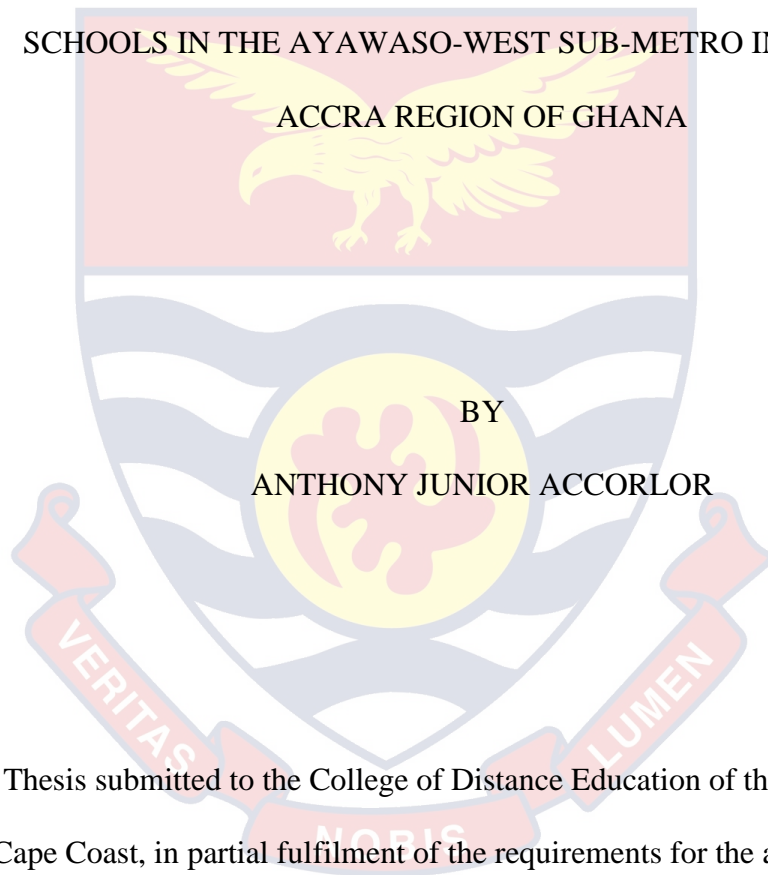 SCHOOLS IN THE AYAWASO-WEST SUB-METRO IN
ACCRA REGION OF GHANA
BY
ANTHONY JUNIOR ACCORLOR
VERITAS
NOBIS
LUMEN
Thesis submitted to the College of Distance Education of th
Cape Coast, in partial fulfilment of the requirements for the a